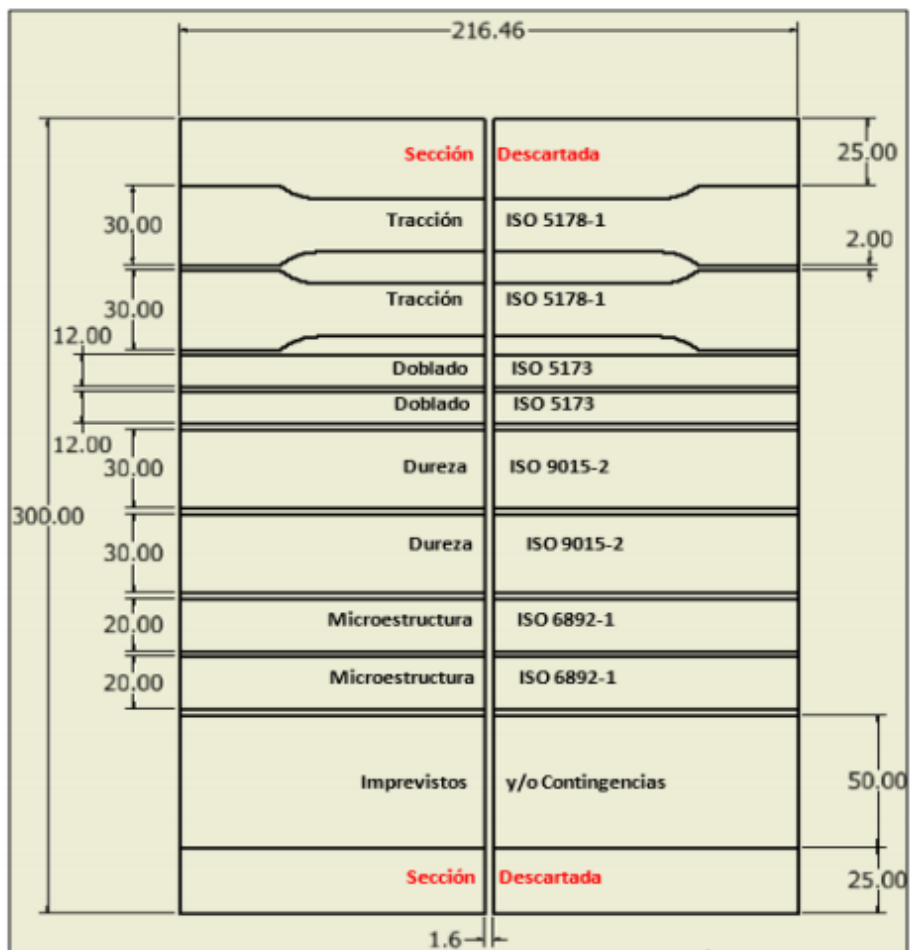 216.46
Sección Descartada
25.00
30.00
Tracción ISO 5178-1
2.00
30.00
Tracción ISO 5178-1
12.00
Doblado ISO 5173
Doblado ISO 5173
12.00
30.00
Dureza ISO 9015-2
300.00
30.00
Dureza ISO 9015-2
20.00
Microestructura ISO 6892-1
20.00
Microestructura ISO 6892-1
Imprevistos y/o Contingencias
50.00
Sección Descartada
25.00
1.6